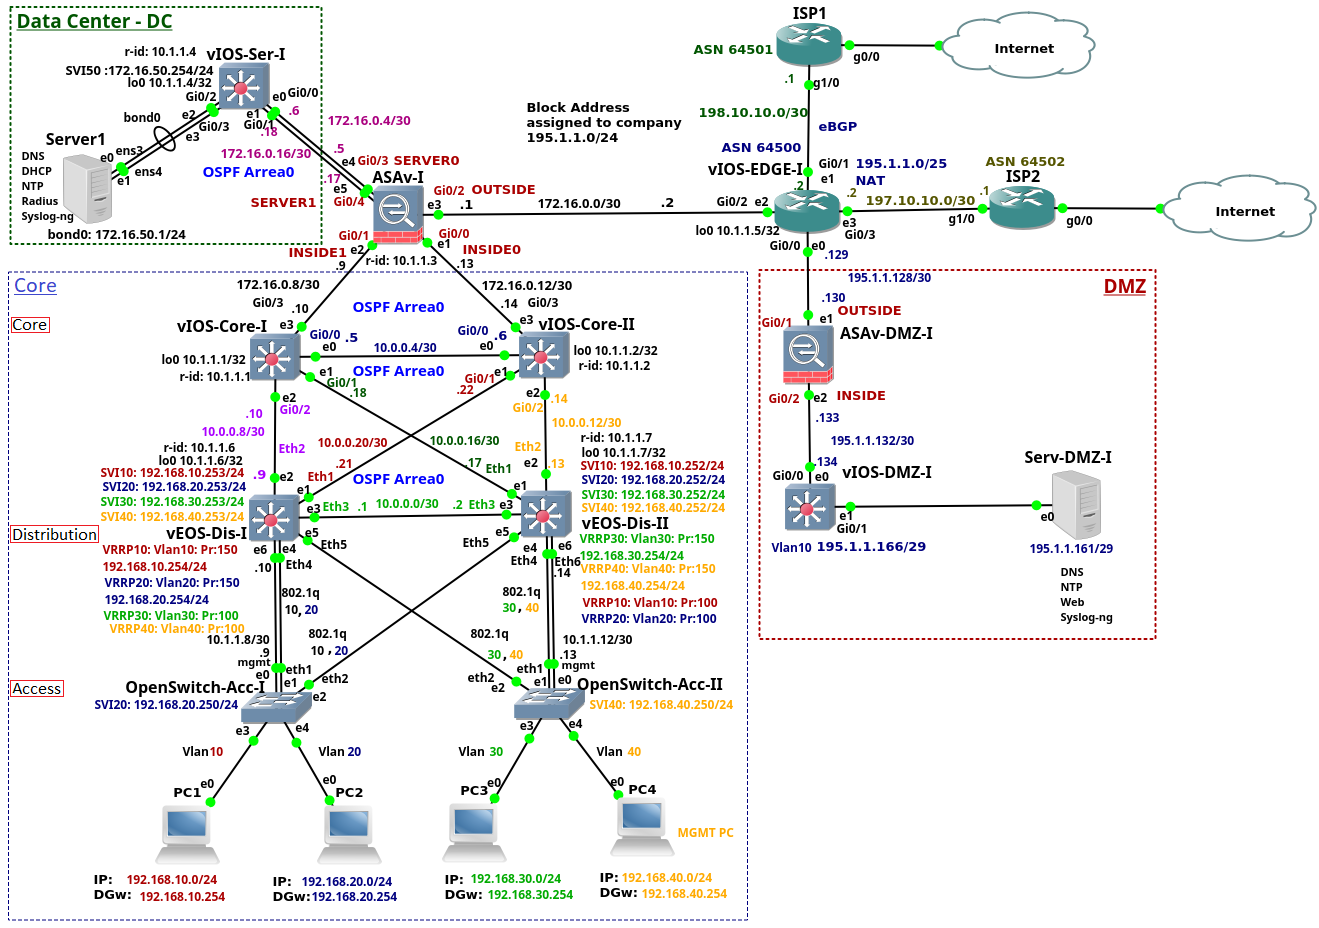 Data Center - DC
r-id: 10.1.1.4
vIOS-Ser-I
SVI50 :172.16.50.254/24
lo0 10.1.1.4/32
Gi0/2
e0
Gi0/0
e2
Gi0/3
e3
e1
Gi0/1
.6
.18
bond0
Server1
ens3
e0
ens4
e1
DNS
DHCP
NTP
Radius
Syslog-ng
bond0: 172.16.50.1/24
172.16.0.4/30
172.16.0.16/30
OSPF Arrea0
.5
e4
Gi0/3
SERVER0
.17
ASAv-I
e5
Gi0/4
SERVER1
Gi0/2
OUTSIDE
e3
.1
172.16.0.0/30
.2
Gi0/2
e2
Gi0/1
INSIDE1
e2
.9
Gi0/0
e1
INSIDE0
.13
r-id: 10.1.1.3
Block Address
assigned to company
195.1.1.0/24
ISP1
ASN 64501
g0/0
Internet
.1
g1/0
198.10.10.0/30
eBGP
ASN 64500
vIOS-EDGE-I
Gi0/1
e1
.2
195.1.1.0/25
NAT
ASN 64502
ISP2
.2
197.10.10.0/30
.1
g1/0
g0/0
Internet
e3
Gi0/3
lo0 10.1.1.5/32
Gi0/0
e0
.129
195.1.1.128/30
DMZ
.130
OUTSIDE
Gi0/1
e1
ASAv-DMZ-I
Gi0/2
e2
INSIDE
.133
195.1.1.132/30
.134
Gi0/0
e0
vIOS-DMZ-I
Serv-DMZ-I
e1
Gi0/1
e0
Vlan10
195.1.1.166/29
195.1.1.161/29
DNS
NTP
Web
Syslog-ng
Core
172.16.0.8/30
172.16.0.12/30
Gi0/3
.10
OSPF Arrea0
.14
Gi0/3
Core
vIOS-Core-I
e3
e3
vIOS-Core-II
Gi0/0
.5
e0
10.0.0.4/30
Gi0/0
.6
e0
lo0 10.1.1.1/32
r-id: 10.1.1.1
lo0 10.1.1.2/32
r-id: 10.1.1.2
OSPF Arrea0
e1
Gi0/1
.18
e1
Gi0/1
.22
e2
Gi0/2
.10
10.0.0.8/30
e2
Gi0/2
.14
10.0.0.12/30
10.0.0.20/30
10.0.0.16/30
r-id: 10.1.1.6
lo0 10.1.1.6/32
SVI10: 192.168.10.253/24
SVI20: 192.168.20.253/24
SVI30: 192.168.30.253/24
SVI40: 192.168.40.253/24
r-id: 10.1.1.7
lo0 10.1.1.7/32
SVI10: 192.168.10.252/24
SVI20: 192.168.20.252/24
SVI30: 192.168.30.252/24
SVI40: 192.168.40.252/24
Eth2
.9
e2
.21
Eth1
e1
OSPF Arrea0
.17
Eth1
e1
Eth2
e2
.13
e3
Eth3
.1
10.0.0.0/30
.2
Eth3
e3
Distribution
vEOS-Dis-I
vEOS-Dis-II
VRRP10: Vlan10: Pr:150
192.168.10.254/24
VRRP20: Vlan20: Pr:150
192.168.20.254/24
VRRP30: Vlan30: Pr:100
VRRP40: Vlan40: Pr:100
VRRP30: Vlan30: Pr:150
192.168.30.254/24
VRRP40: Vlan40: Pr:150
192.168.40.254/24
VRRP10: Vlan10: Pr:100
VRRP20: Vlan20: Pr:100
e6
e4
.10
Eth4
e5
Eth5
Eth5
e5
e4
Eth4
e6
Eth6
.14
802.1q
10, 20
802.1q
30 , 40
802.1q
10 , 20
802.1q
30 , 40
10.1.1.8/30
.9
mgmt
e0
eth1
e1
eth2
e2
10.1.1.12/30
.13
mgmt
e0
eth1
e1
eth2
e2
Access
OpenSwitch-Acc-I
SVI20: 192.168.20.250/24
OpenSwitch-Acc-II
SVI40: 192.168.40.250/24
e3
e4
e3
e4
Vlan10
Vlan 20
Vlan 30
Vlan 40
PC1
e0
e0
PC2
PC3
e0
e0
PC4
MGMT PC
IP: 192.168.10.0/24
DGw: 192.168.10.254
IP: 192.168.20.0/24
DGw:192.168.20.254
IP: 192.168.30.0/24
DGw: 192.168.30.254
IP: 192.168.40.0/24
DGw: 192.168.40.254